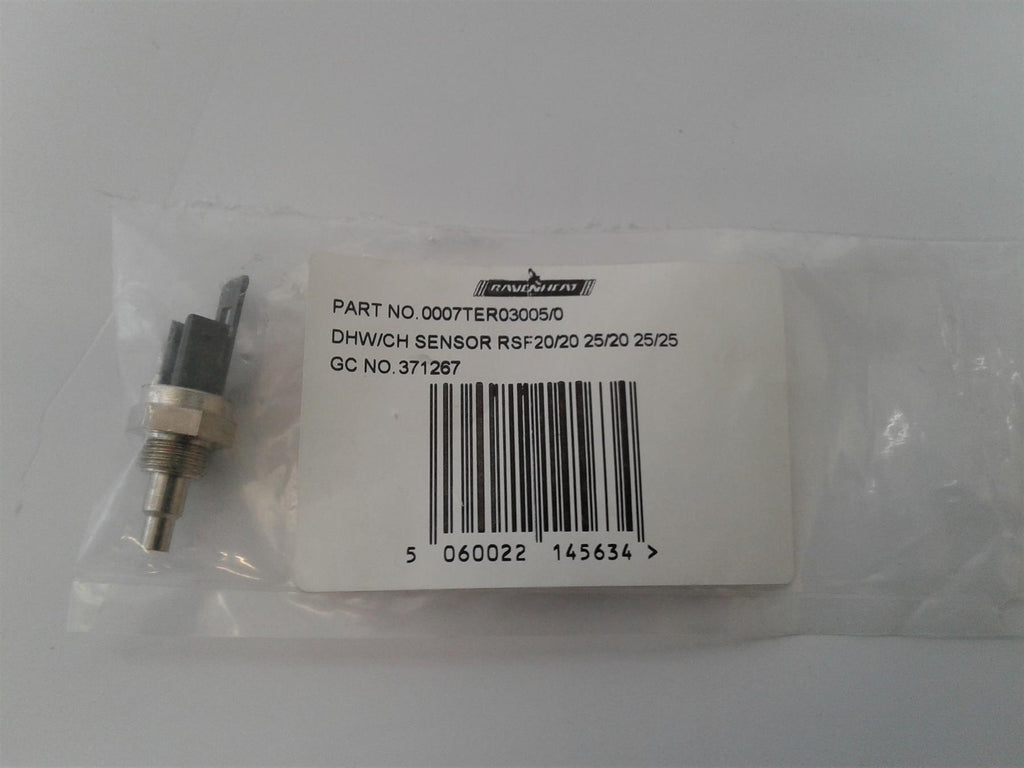 RAVENHEAT
PART NO. 0007TER03005/0
DHW/CH SENSOR RSF20/20 25/20 25/25
GC NO. 371267
5 060022 145634 >